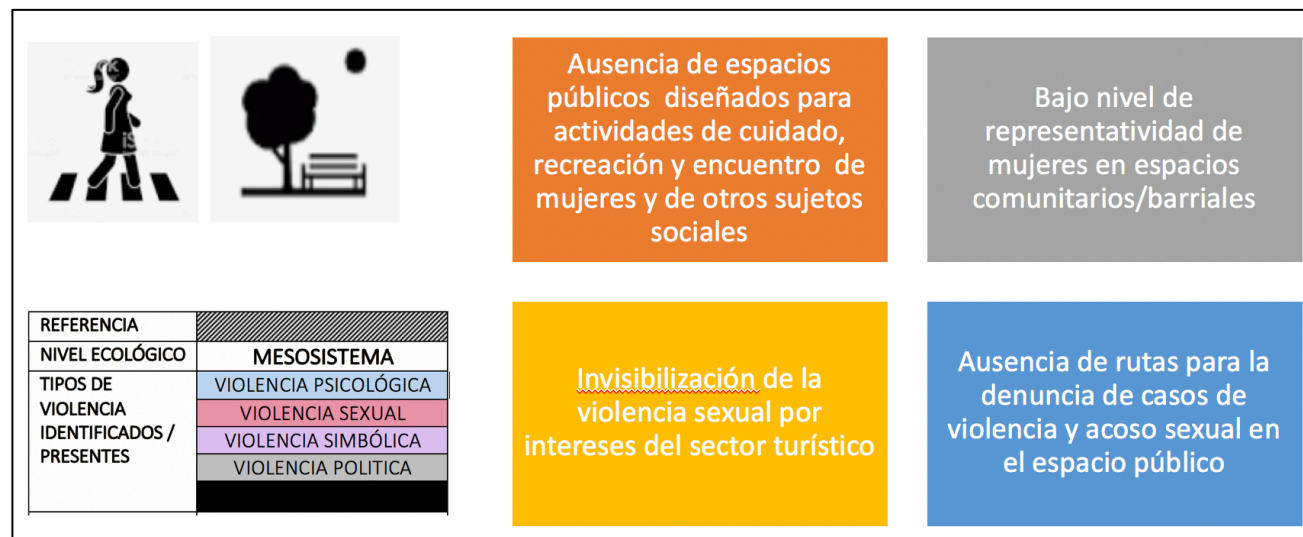 Ausencia de espacios
públicos diseñados para
actividades de cuidado,
recreación y encuentro de
mujeres y de otros sujetos
sociales
Bajo nivel de
representatividad de
mujeres en espacios
comunitarios/barriales
REFERENCIA
NIVEL ECOLÓGICO
MESOSISTEMA
TIPOS DE
VIOLENCIA
IDENTIFICADOS /
PRESENTES
VIOLENCIA PSICOLÓGICA
VIOLENCIA SEXUAL
VIOLENCIA SIMBÓLICA
VIOLENCIA POLITICA
Invisibilización de la
violencia sexual por
intereses del sector turístico
Ausencia de rutas para la
denuncia de casos de
violencia y acoso sexual en
el espacio público